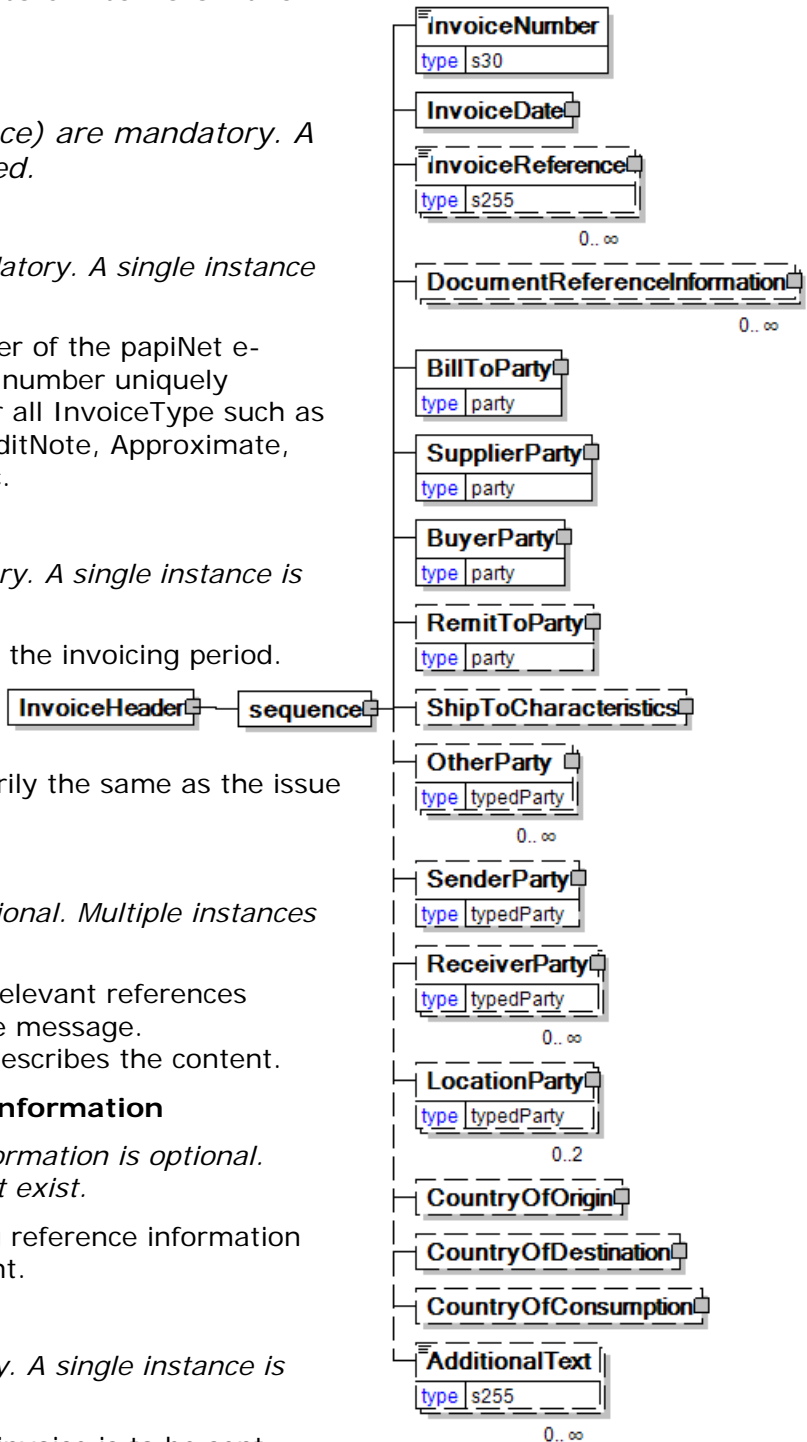 ce) are mandatory. A
ed.
datory. A single instance
er of the papiNet e-
number uniquely
r all InvoiceType such as
ditNote, Approximate,
ry. A single instance is
the invoicing period.
rily the same as the issue
ional. Multiple instances
elevant references
e message.
escribes the content.
nformation
ormation is optional.
t exist.
reference information
nt.
y. A single instance is
InvoiceHeader
sequence
InvoiceNumber
type s30
InvoiceDate
InvoiceReference
type s255
0.. ∞
DocumentReferenceInformation
0.. ∞
BillToParty
type party
SupplierParty
type party
BuyerParty
type party
RemitToParty
type party
ShipToCharacteristics
OtherParty
type typedParty
0.. ∞
SenderParty
type typedParty
ReceiverParty
type typedParty
0.. ∞
LocationParty
type typedParty
0..2
CountryOfOrigin
CountryOfDestination
CountryOfConsumption
AdditionalText
type s255
0.. ∞